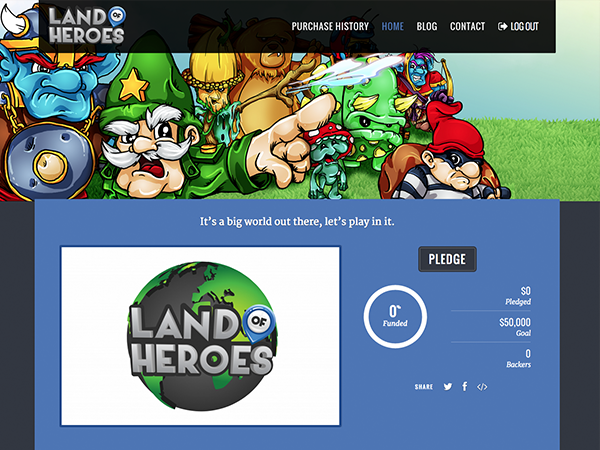 LAND OF
HEROES
PURCHASE HISTORY HOME BLOG CONTACT LOG OUT
It's a big world out there, let's play in it.
LAND OF
HEROES
PLEDGE
0%
Funded
$0
Pledged
$50,000
Goal
0
Backers
SHARE